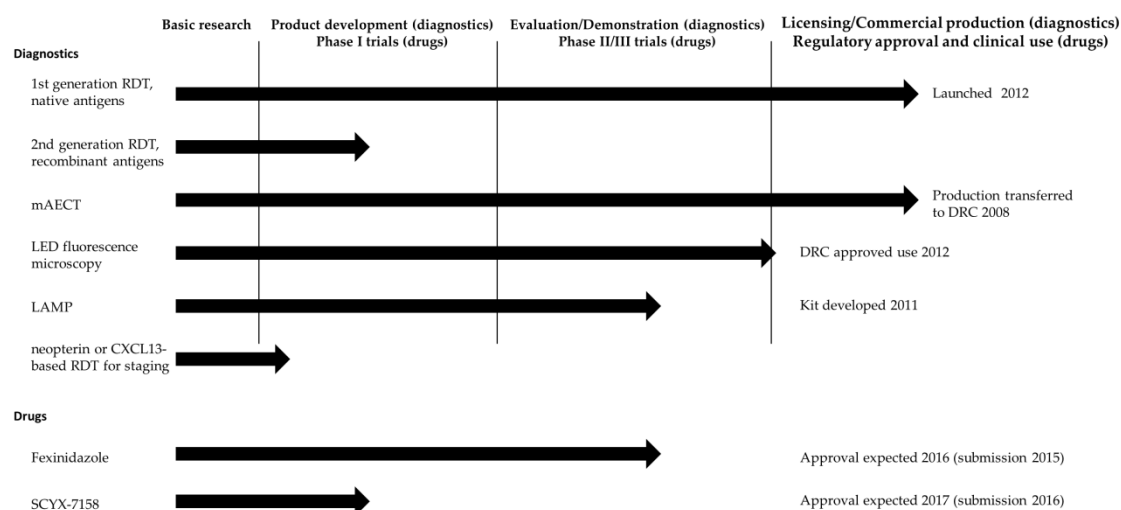 Basic research
Product development (diagnostics)
Phase I trials (drugs)
Evaluation/Demonstration (diagnostics)
Phase II/III trials (drugs)
Licensing/Commercial production (diagnostics)
Regulatory approval and clinical use (drugs)
Diagnostics
1st generation RDT,
native antigens
Launched 2012
2nd generation RDT,
recombinant antigens
mAECT
Production transferred
to DRC 2008
LED fluorescence
microscopy
DRC approved use 2012
LAMP
Kit developed 2011
neopterin or CXCL13-
based RDT for staging
Drugs
Fexinidazole
Approval expected 2016 (submission 2015)
SCYX-7158
Approval expected 2017 (submission 2016)